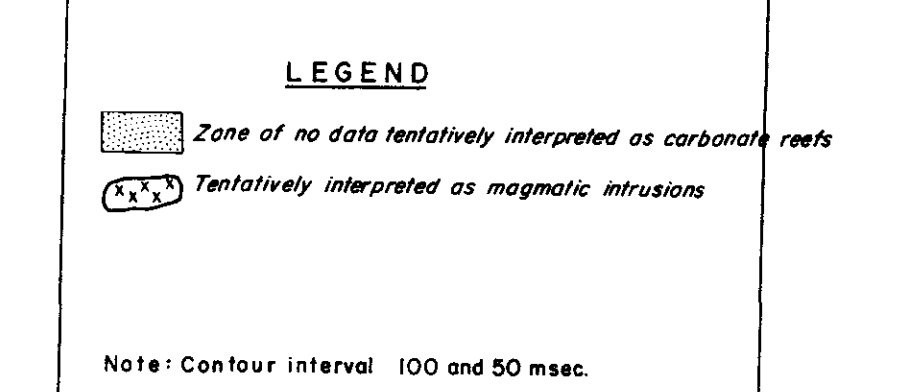 LEGEND
Zone of no data tentatively interpreted as carbonate reefs
Tentatively interpreted as magmatic intrusions
Note: Contour interval 100 and 50 msec.